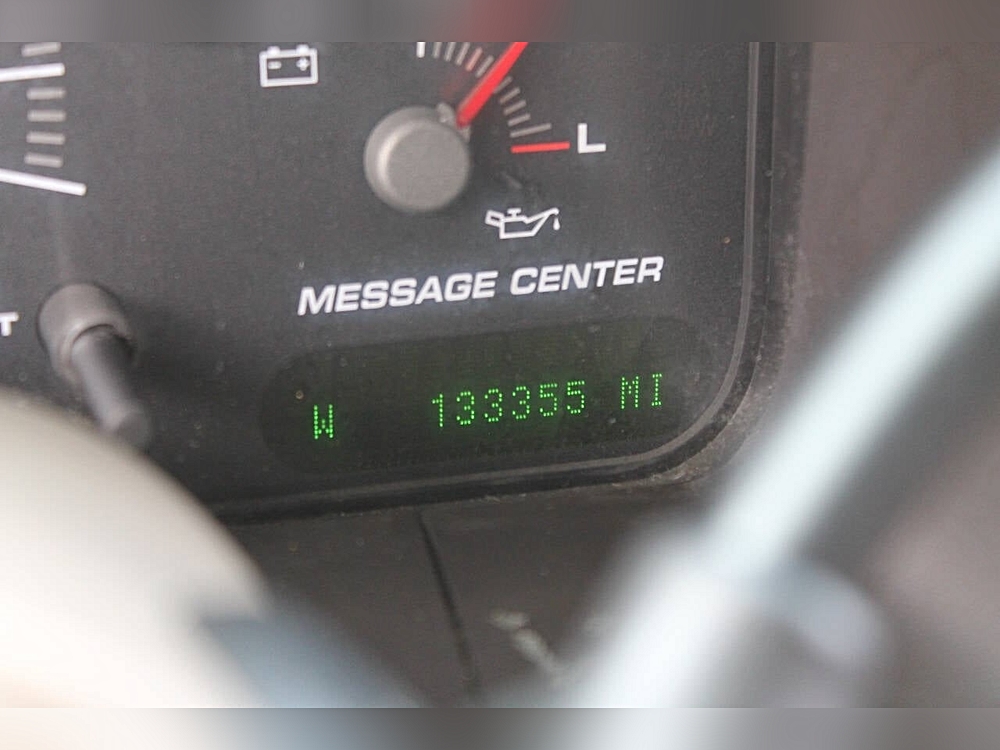 L
MESSAGE CENTER
T
W 133355 MI